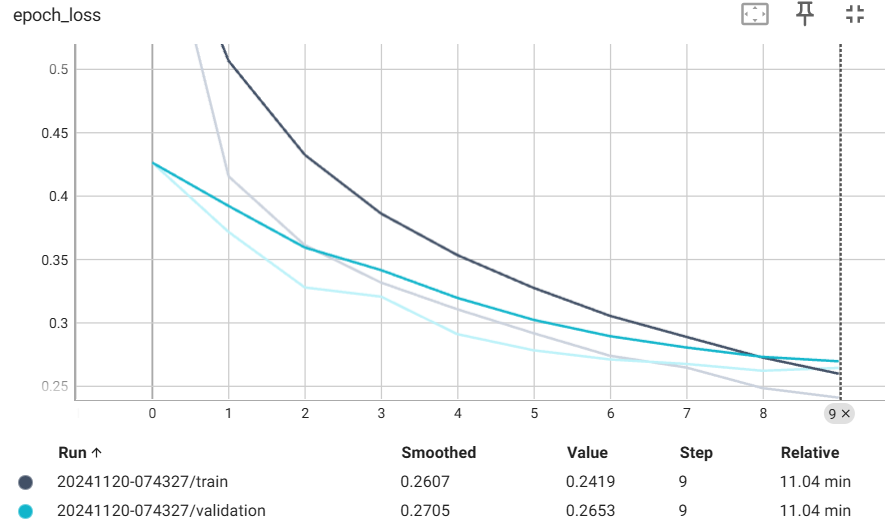 epoch_loss
0.5
0.45
0.4
0.35
0.3
0.25
0 1 2 3 4 5 6 7 8 9 ×
Run ↑ Smoothed Value Step Relative
20241120-074327/train 0.2607 0.2419 9 11.04 min
20241120-074327/validation 0.2705 0.2653 9 11.04 min